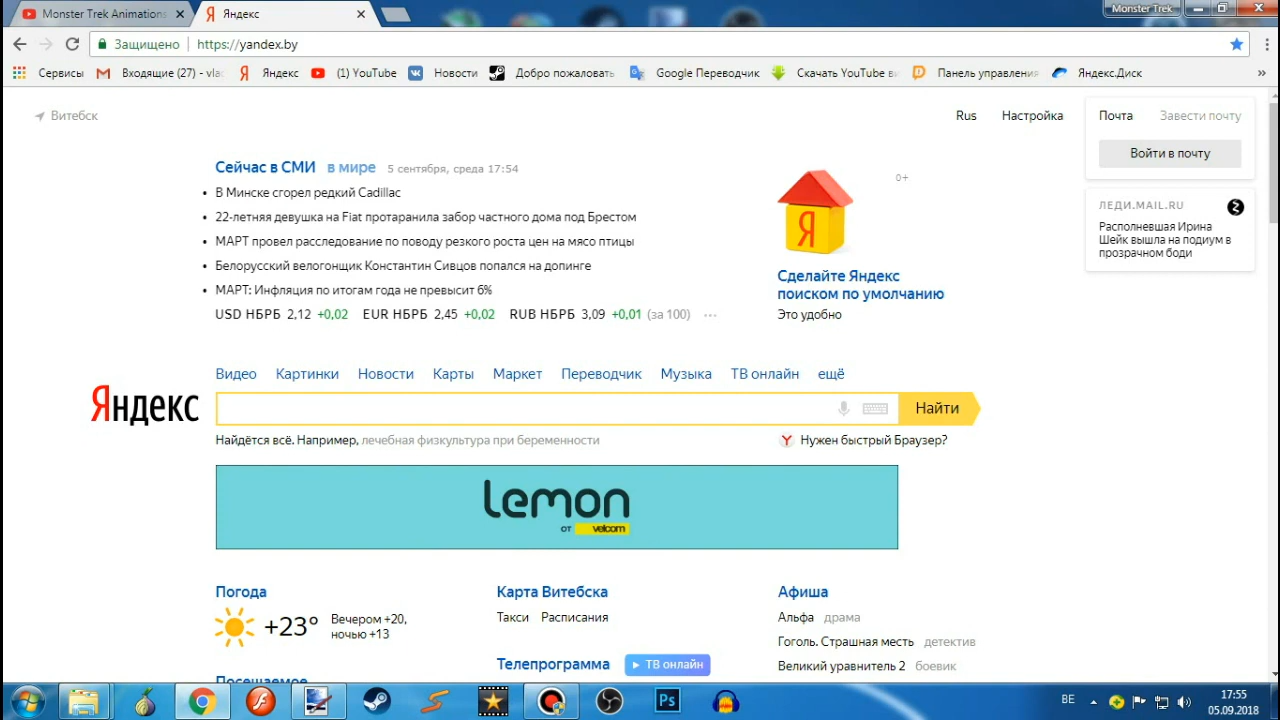 Monster Trek Animations
Яндекс
Monster Trek
Защищено
https://yandex.by
Сервисы
Входящие (27) - vlad
Яндекс
(1) YouTube
Новости
Добро пожаловать
Google Переводчик
Скачать YouTube ви
Панель управления
Яндекс.Диск
»
Витебск
Rus
Настройка
Почта
Завести почту
Войти в почту
Сейчас в СМИ в мире 5 сентября, среда 17:54
В Минске сгорел редкий Cadillac
22-летняя девушка на Fiat протаранила забор частного дома под Брестом
МАРТ провел расследование по поводу резкого роста цен на мясо птицы
Белорусский велогонщик Константин Сивцов попался на допинге
МАРТ: Инфляция по итогам года не превысит 6%
USD НБРБ 2,12 +0,02 EUR НБРБ 2,45 +0,02 RUB НБРБ 3,09 +0,01 (за 100) ...
0+
Я
Сделайте Яндекс
поиском по умолчанию
Это удобно
ЛЕДИ.MAIL.RU
Располневшая Ирина
Шейк вышла на подиум в
прозрачном боди
Видео Картинки Новости Карты Маркет Переводчик Музыка ТВ онлайн ещё
Яндекс
Найти
Найдётся всё. Например, лечебная физкультура при беременности
Нужен быстрый Браузер?
lemon
от velcom
Погода
+23°
Вечером +20,
ночью +13
Посещаемое
Карта Витебска
Такси Расписания
Телепрограмма
ТВ онлайн
Афиша
Альфа драма
Гоголь. Страшная месть детектив
Великий уравнитель 2 боевик
Ps
BE
17:55
05.09.2018